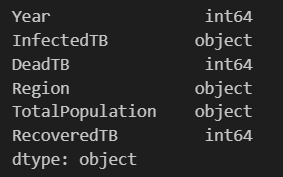 Year int64
InfectedTB object
DeadTB int64
Region object
TotalPopulation object
RecoveredTB int64
dtype: object